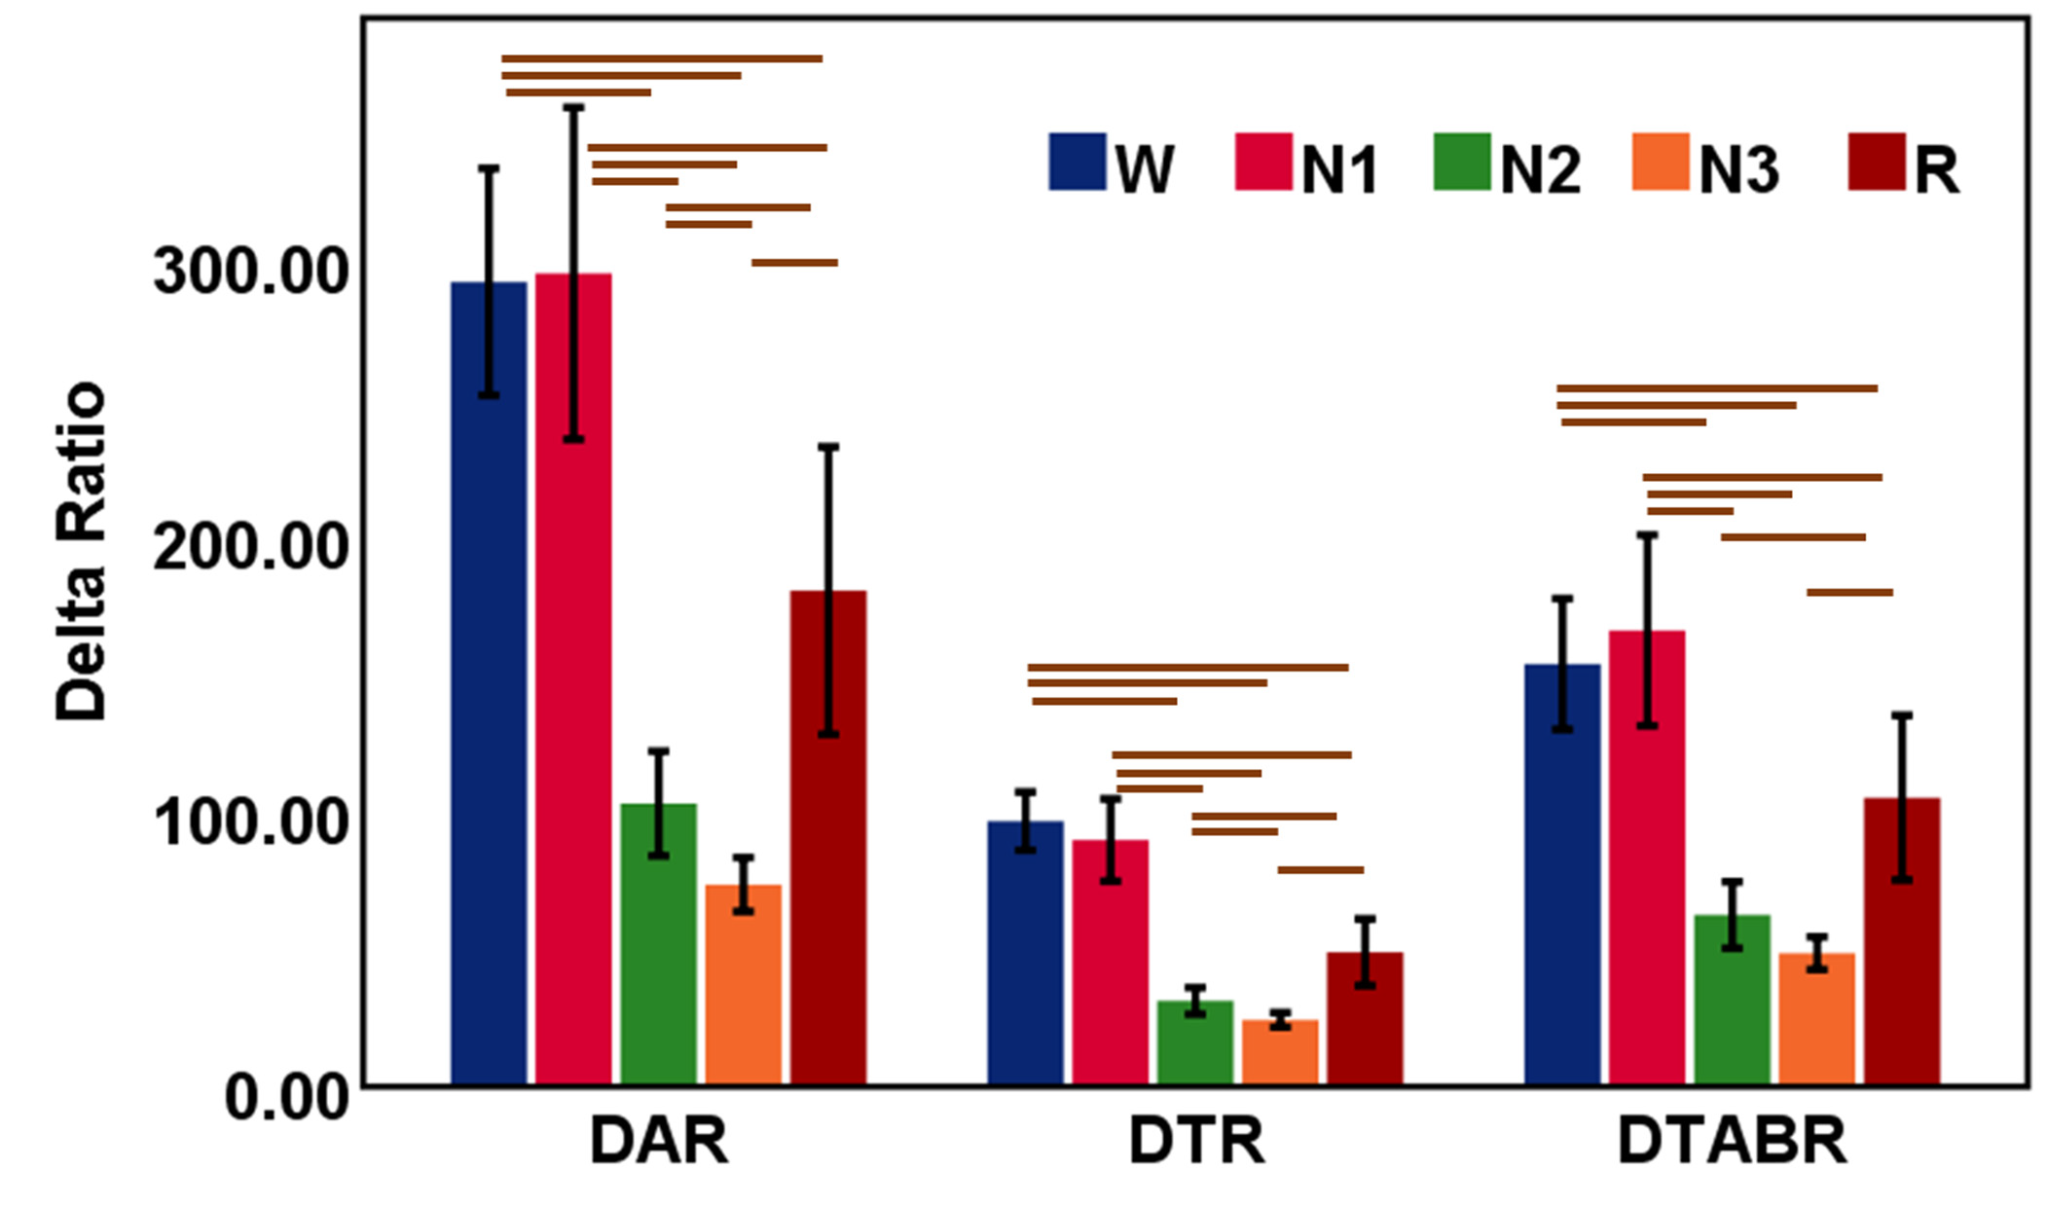 W N1 N2 N3 R
300.00
200.00
100.00
0.00
Delta Ratio
DAR DTR DTABR